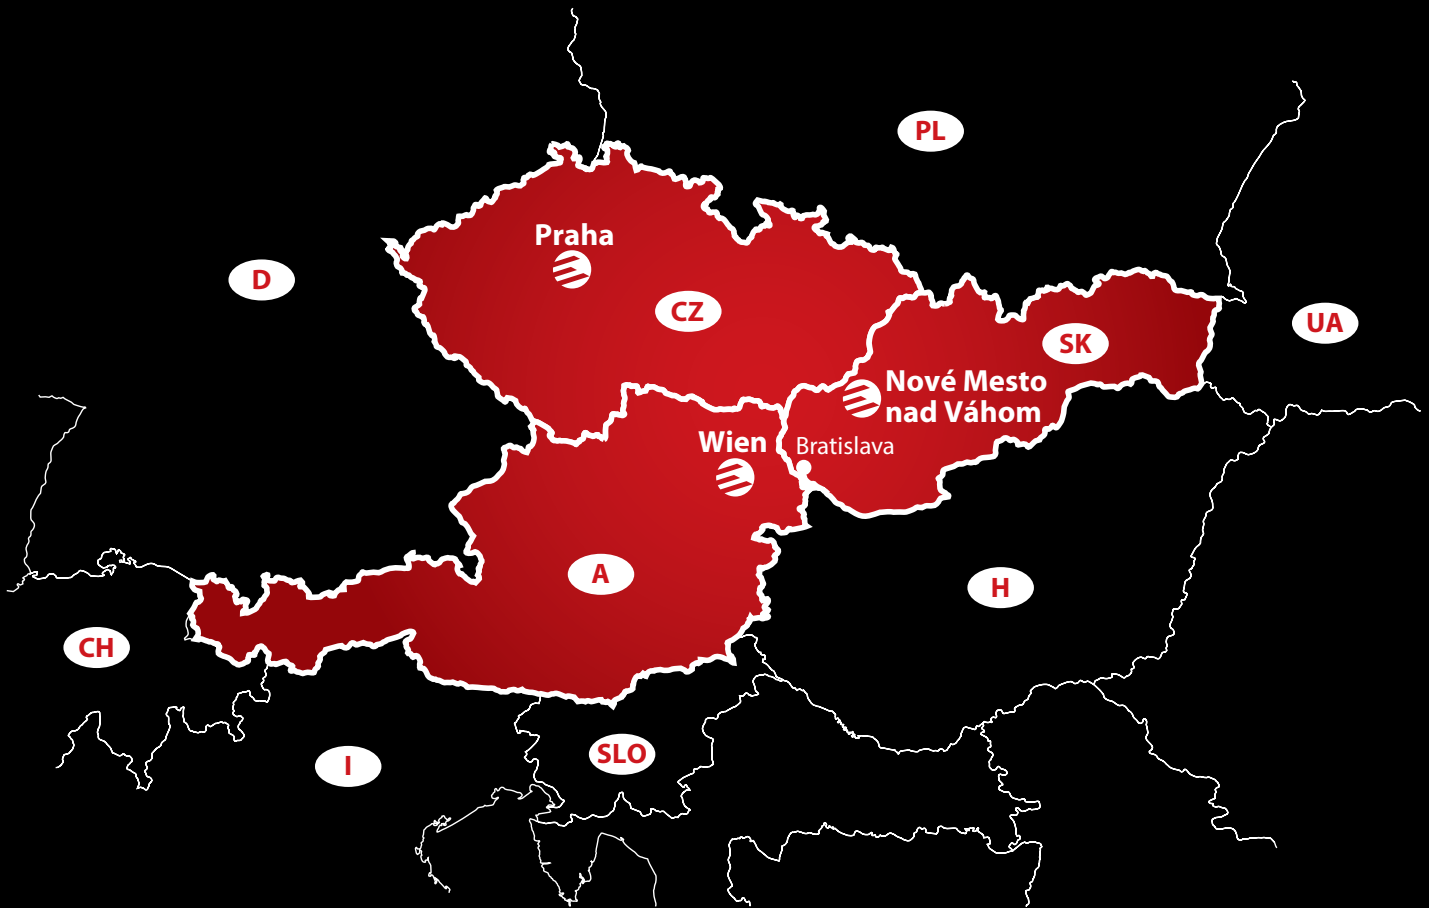 PL
Praha
D
CZ
UA
SK
Nové Mesto
nad Váhom
Wien
Bratislava
A
H
CH
SLO
I